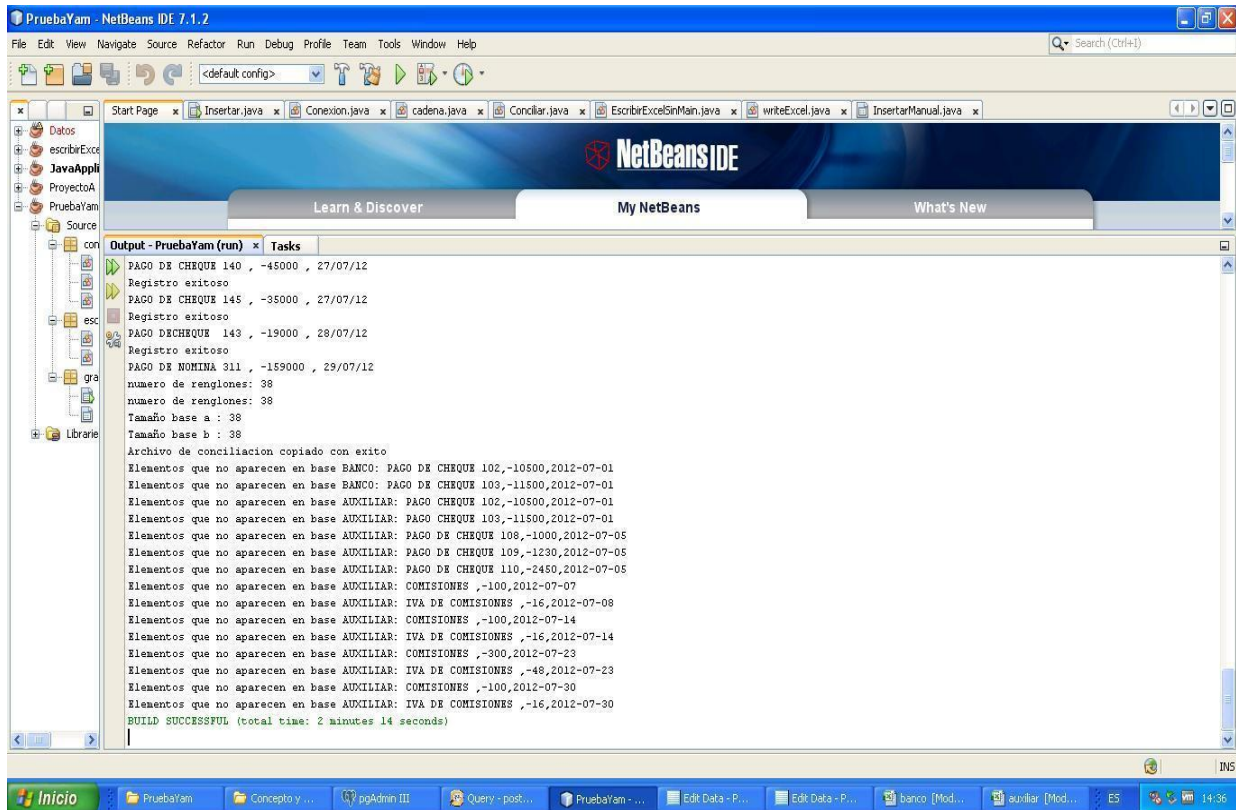 PruebaYam - NetBeans IDE 7.1.2
File Edit View Navigate Source Refactor Run Debug Profile Team Tools Window Help
Search (Ctrl+I)
<default config>
Start Page x Insertar.java x Conexion.java x cadena.java x Conciliar.java x EscribirExcelSinMain.java x writeExcel.java x InsertarManual.java x
Datos
escribirExce
JavaAppli
ProyectoA
PruebaYam
Source
con
esc
gra
Librarie
NetBeans IDE
Learn & Discover My NetBeans What's New
Output - PruebaYam (run) x Tasks
PAGO DE CHEQUE 140 , -45000 , 27/07/12
Registro exitoso
PAGO DE CHEQUE 145 , -35000 , 27/07/12
Registro exitoso
PAGO DECHEQUE  143 , -19000 , 28/07/12
Registro exitoso
PAGO DE NOMINA 311 , -159000 , 29/07/12
numero de renglones: 38
numero de renglones: 38
Tamaño base a : 38
Tamaño base b : 38
Archivo de conciliacion copiado con exito
Elementos que no aparecen en base BANCO: PAGO DE CHEQUE 102,-10500,2012-07-01
Elementos que no aparecen en base BANCO: PAGO DE CHEQUE 103,-11500,2012-07-01
Elementos que no aparecen en base AUXILIAR: PAGO CHEQUE 102,-10500,2012-07-01
Elementos que no aparecen en base AUXILIAR: PAGO CHEQUE 103,-11500,2012-07-01
Elementos que no aparecen en base AUXILIAR: PAGO DE CHEQUE 108,-1000,2012-07-05
Elementos que no aparecen en base AUXILIAR: PAGO DE CHEQUE 109,-1230,2012-07-05
Elementos que no aparecen en base AUXILIAR: PAGO DE CHEQUE 110,-2450,2012-07-05
Elementos que no aparecen en base AUXILIAR: COMISIONES ,-100,2012-07-07
Elementos que no aparecen en base AUXILIAR: IVA DE COMISIONES ,-16,2012-07-08
Elementos que no aparecen en base AUXILIAR: COMISIONES ,-100,2012-07-14
Elementos que no aparecen en base AUXILIAR: IVA DE COMISIONES ,-16,2012-07-14
Elementos que no aparecen en base AUXILIAR: COMISIONES ,-300,2012-07-23
Elementos que no aparecen en base AUXILIAR: IVA DE COMISIONES ,-48,2012-07-23
Elementos que no aparecen en base AUXILIAR: COMISIONES ,-100,2012-07-30
Elementos que no aparecen en base AUXILIAR: IVA DE COMISIONES ,-16,2012-07-30
BUILD SUCCESSFUL (total time: 2 minutes 14 seconds)
INS
Inicio PruebaYam Concepto y ... pgAdmin III Query - post... PruebaYam - ... Edit Data - P... Edit Data - P... banco [Mod... auxiliar [Mod... ES 14:36